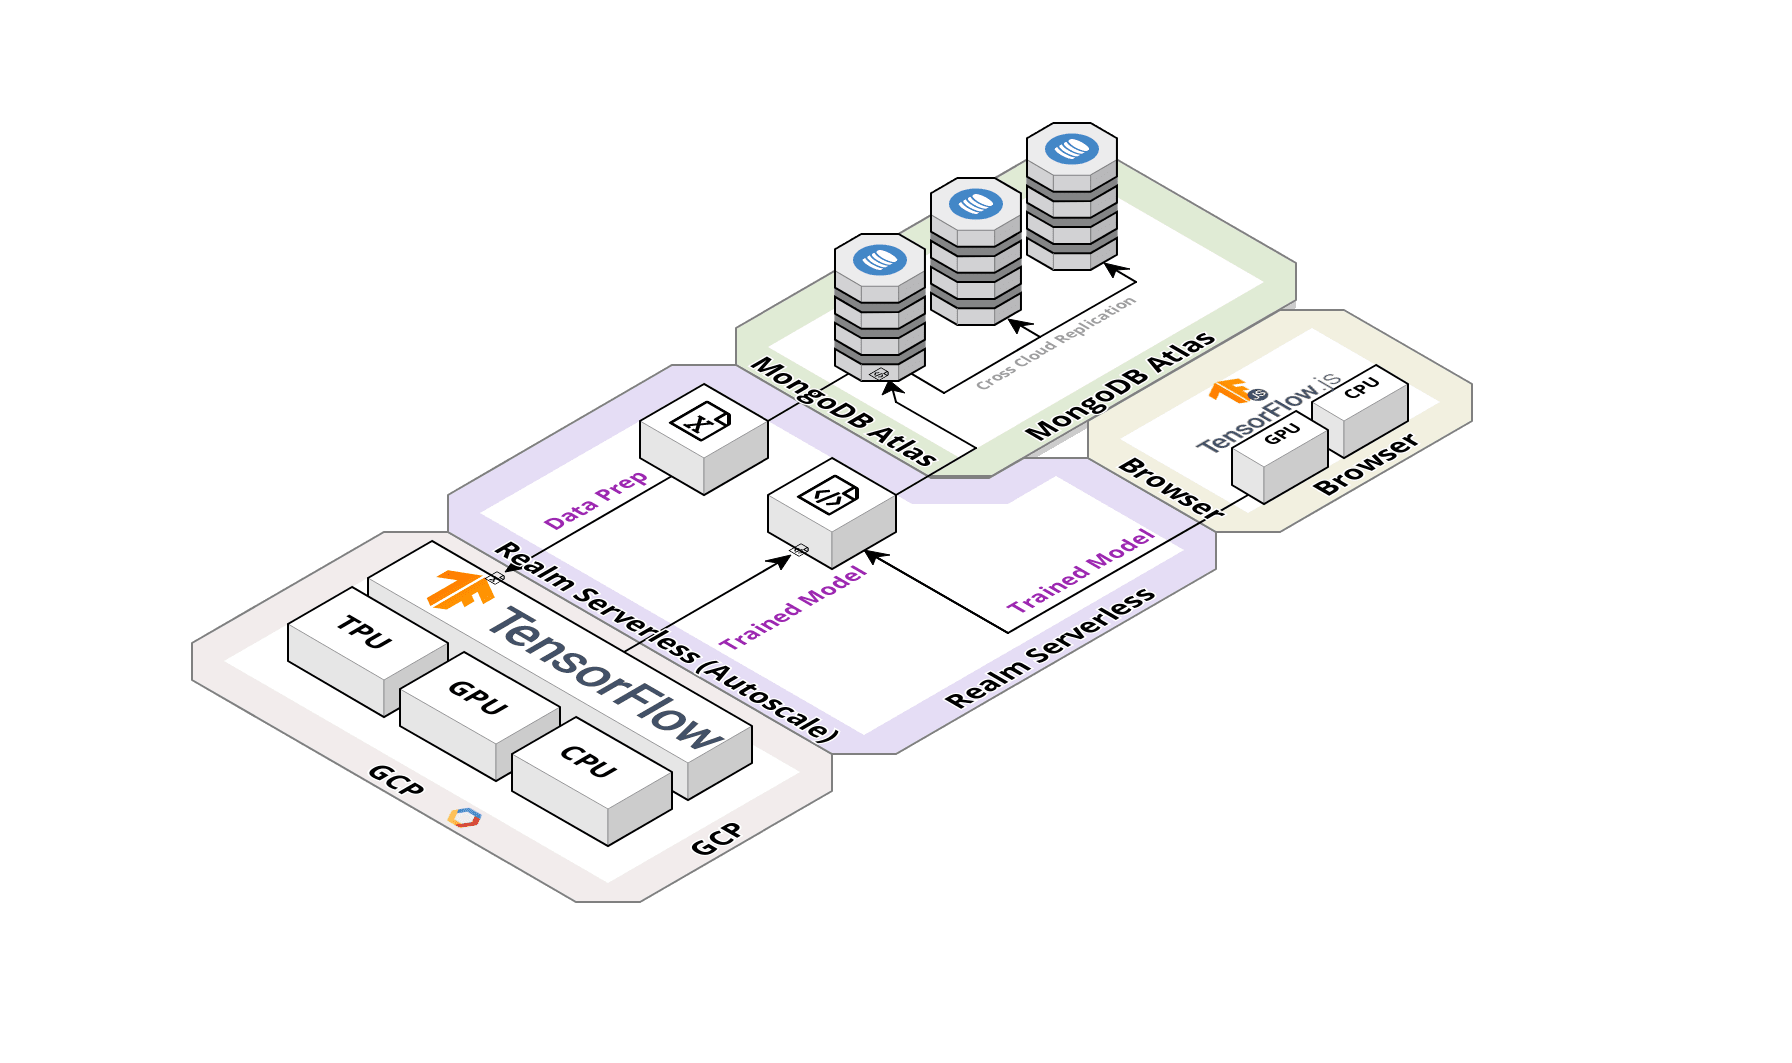 Cross Cloud Replication
MongoDB Atlas
MongoDB Atlas
TensorFlow.js
JS
CPU
GPU
Browser
Browser
X
</>
Data Prep
Trained Model
Trained Model
Realm Serverless (Autoscale)
Realm Serverless
TensorFlow
TPU
GPU
CPU
GCP
GCP